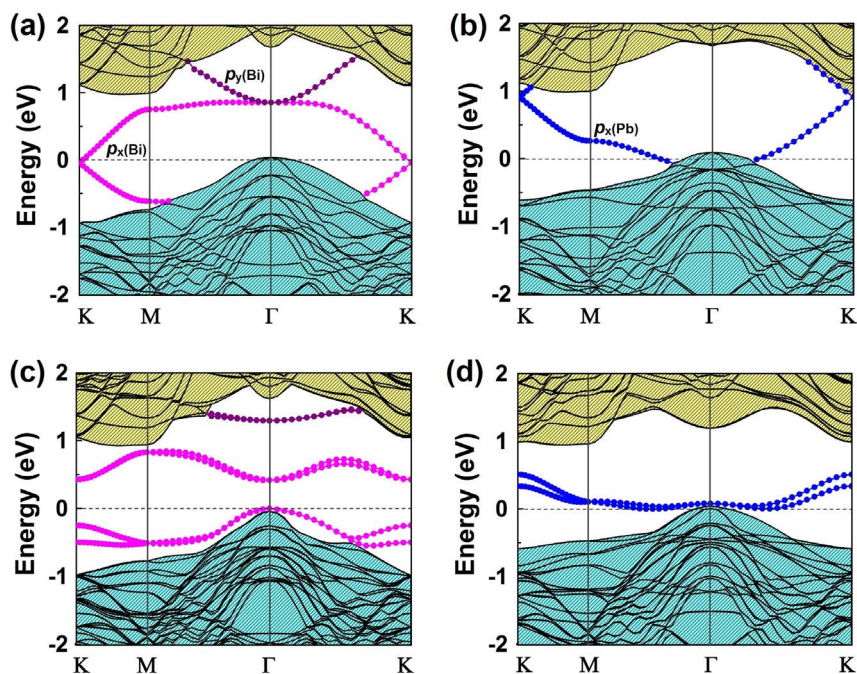 (a)
(b)
Energy (eV)
2
1
0
-1
-2
py(Bi)
px(Bi)
K
M
Γ
K
Energy (eV)
2
1
0
-1
-2
px(Pb)
K
M
Γ
K
(c)
(d)
Energy (eV)
2
1
0
-1
-2
K
M
Γ
K
Energy (eV)
2
1
0
-1
-2
K
M
Γ
K